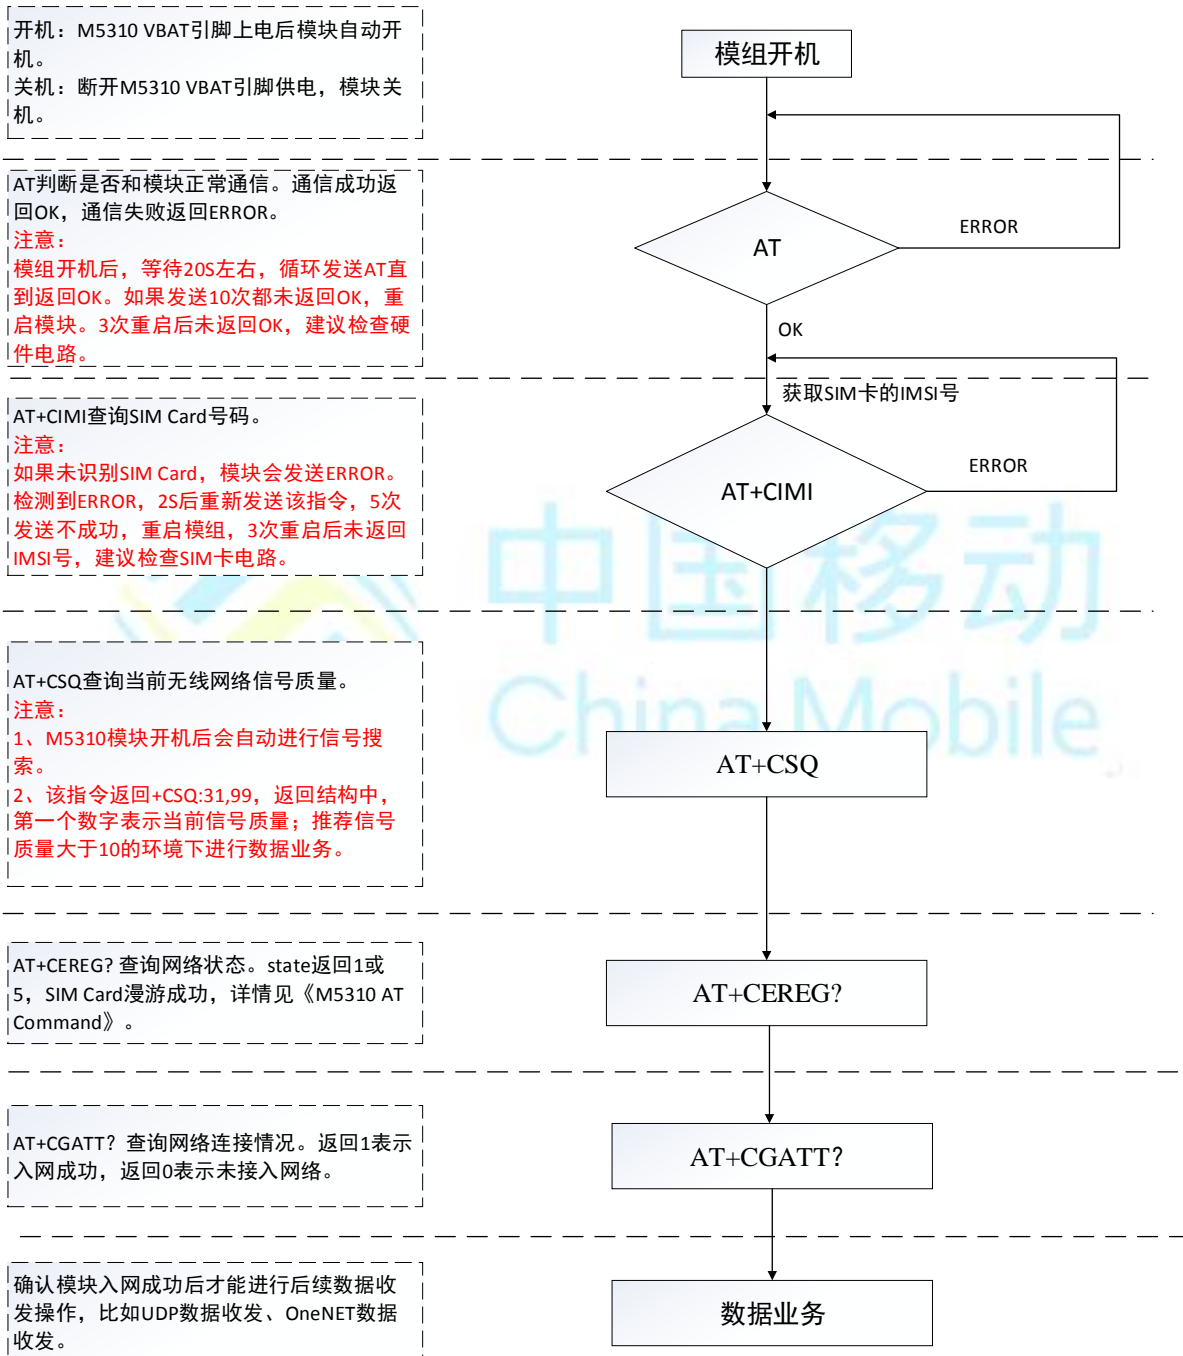 开机：M5310 VBAT引脚上电后模块自动开
机。
关机：断开M5310 VBAT引脚供电，模块关
机。
模组开机
AT判断是否和模块正常通信。通信成功返
回OK，通信失败返回ERROR。
注意：
模组开机后，等待20S左右，循环发送AT直
到返回OK。如果发送10次都未返回OK，重
启模块。3次重启后未返回OK，建议检查硬
件电路。
AT
ERROR
OK
获取SIM卡的IMSI号
AT+CIMI查询SIM Card号码。
注意：
如果未识别SIM Card，模块会发送ERROR。
检测到ERROR，2S后重新发送该指令，5次
发送不成功，重启模组，3次重启后未返回
IMSI号，建议检查SIM卡电路。
AT+CIMI
ERROR
中国移动
China Mobile
AT+CSQ查询当前无线网络信号质量。
注意：
1、M5310模块开机后会自动进行信号搜
索。
2、该指令返回+CSQ:31,99，返回结构中，
第一个数字表示当前信号质量；推荐信号
质量大于10的环境下进行数据业务。
AT+CSQ
AT+CEREG? 查询网络状态。state返回1或
5，SIM Card漫游成功，详情见《M5310 AT
Command》。
AT+CEREG?
AT+CGATT？查询网络连接情况。返回1表示
入网成功，返回0表示未接入网络。
AT+CGATT？
确认模块入网成功后才能进行后续数据收
发操作，比如UDP数据收发、OneNET数据
收发。
数据业务